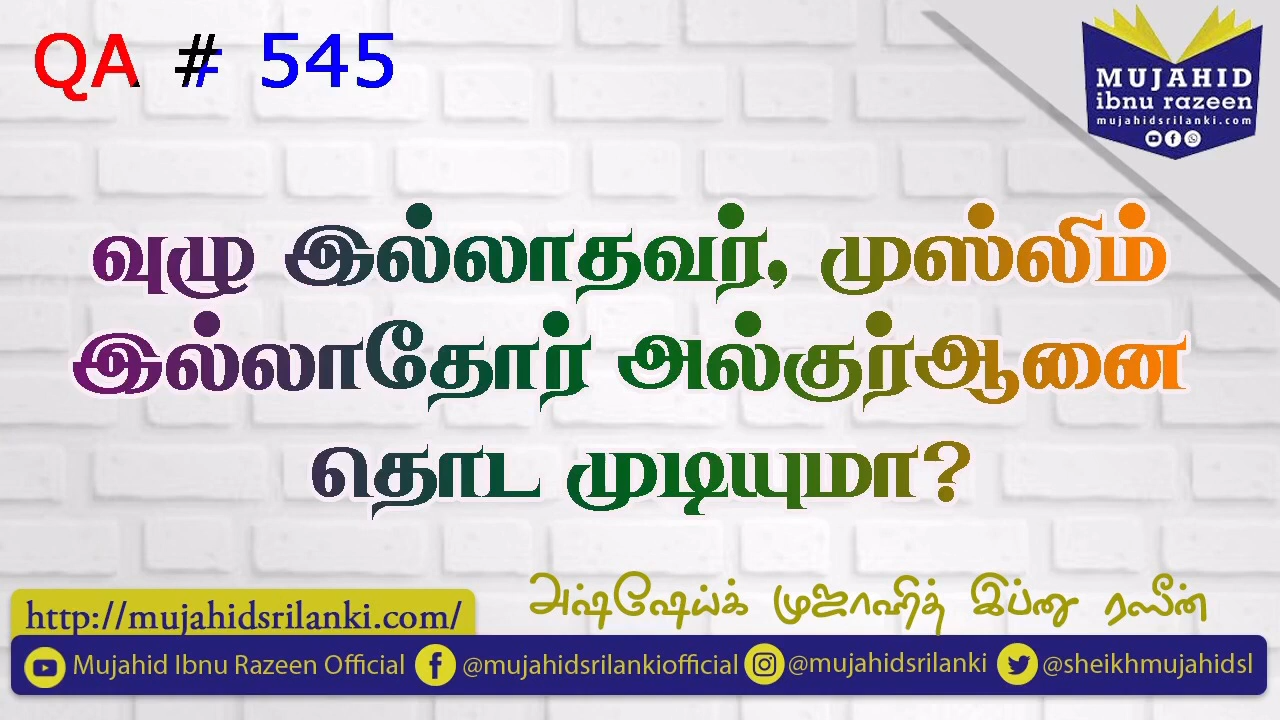 QA # 545
MUJAHID
ibnu razeen
mujahidsrilanki.com
வுழு இல்லாதவர், முஸ்லிம்
இல்லாதோர் அல்குர்ஆனை
தொட முடியுமா?
அஷ்ஷேய்க் முஜாஹித் இப்னு ரஸீன்
http://mujahidsrilanki.com/
Mujahid Ibnu Razeen Official @mujahidsrilankiofficial @mujahidsrilanki @sheikhmujahidsl